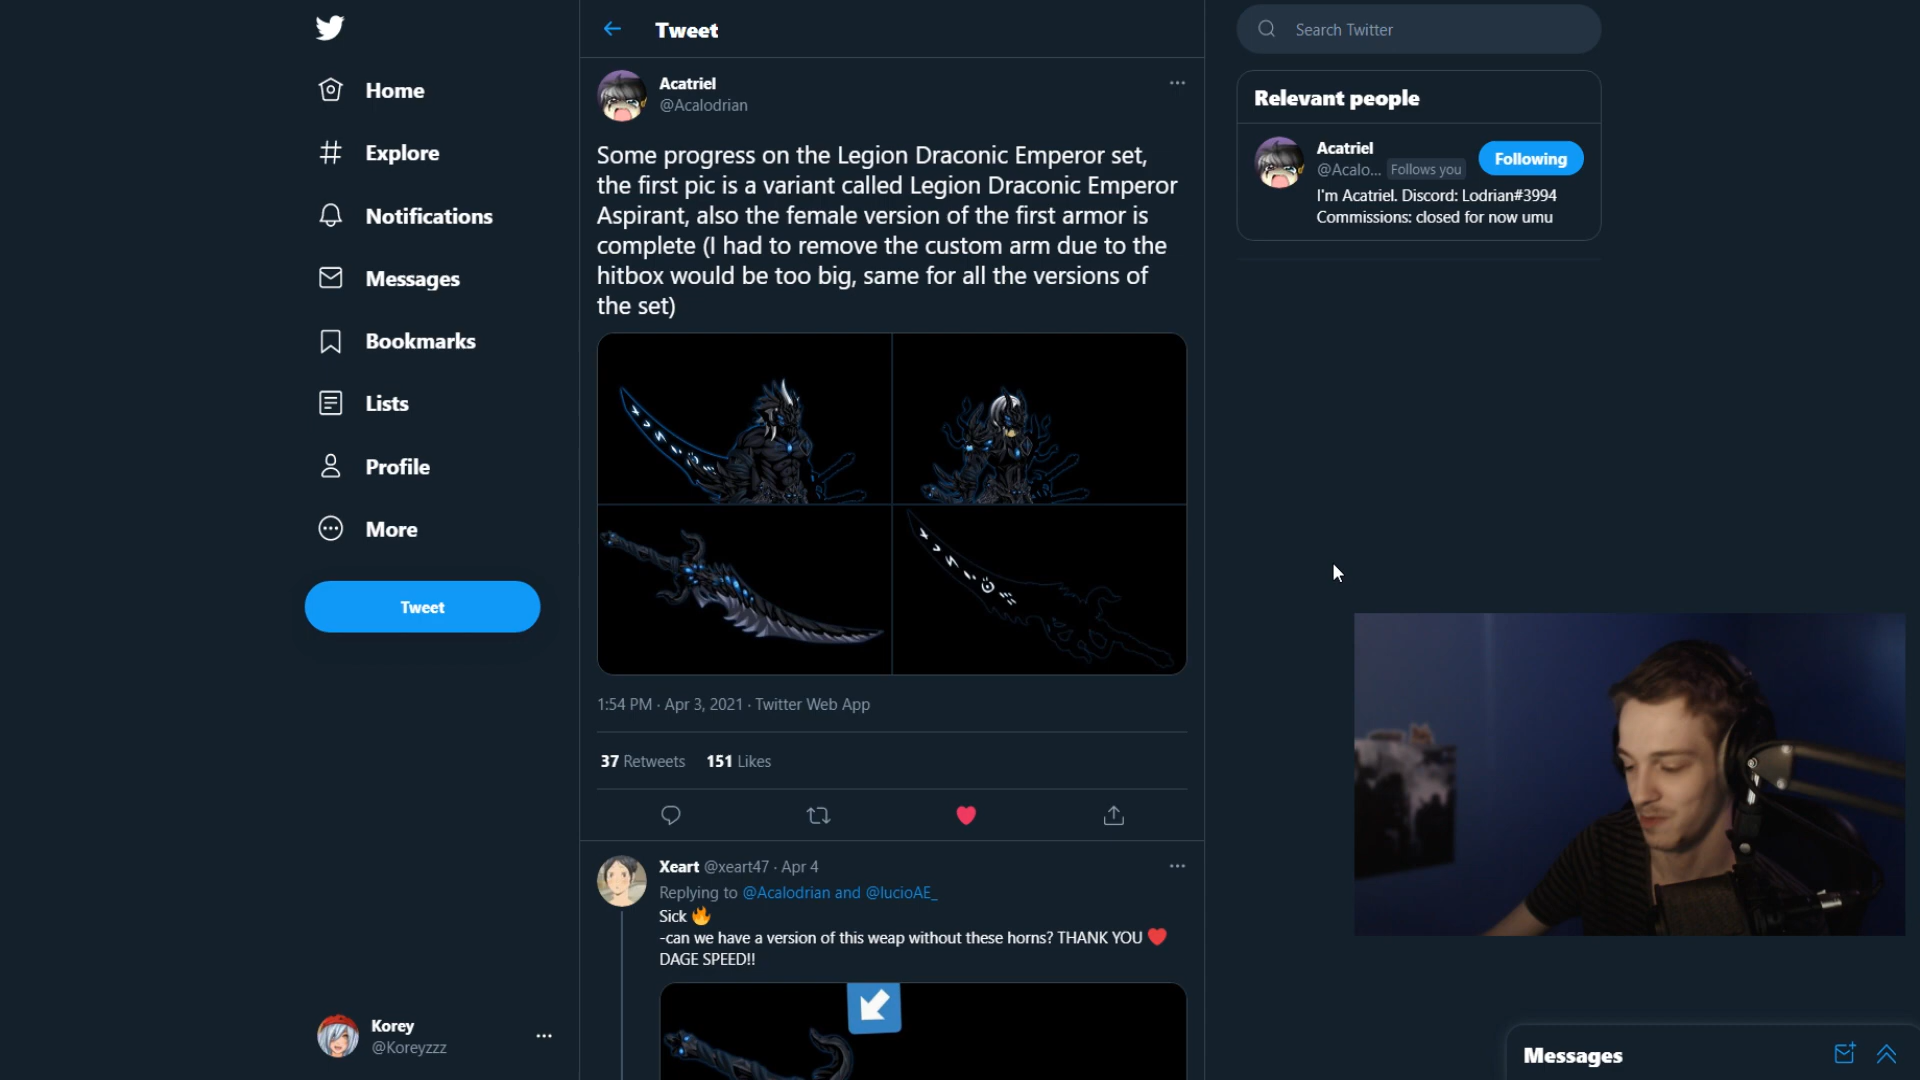 Home
Explore
Notifications
Messages
Bookmarks
Lists
Profile
More
Tweet
Korey
@Koreyzzz
Tweet
Acatriel
@Acalodrian
Some progress on the Legion Draconic Emperor set,
the first pic is a variant called Legion Draconic Emperor
Aspirant, also the female version of the first armor is
complete (I had to remove the custom arm due to the
hitbox would be too big, same for all the versions of
the set)
1:54 PM · Apr 3, 2021 · Twitter Web App
37 Retweets 151 Likes
Xeart @xeart47 · Apr 4
Replying to @Acalodrian and @lucioAE_
Sick 🔥
-can we have a version of this weap without these horns? THANK YOU ❤️
DAGE SPEED!!
Search Twitter
Relevant people
Acatriel
@Acalo... Follows you
Following
I'm Acatriel. Discord: Lodrian#3994
Commissions: closed for now umu
Messages